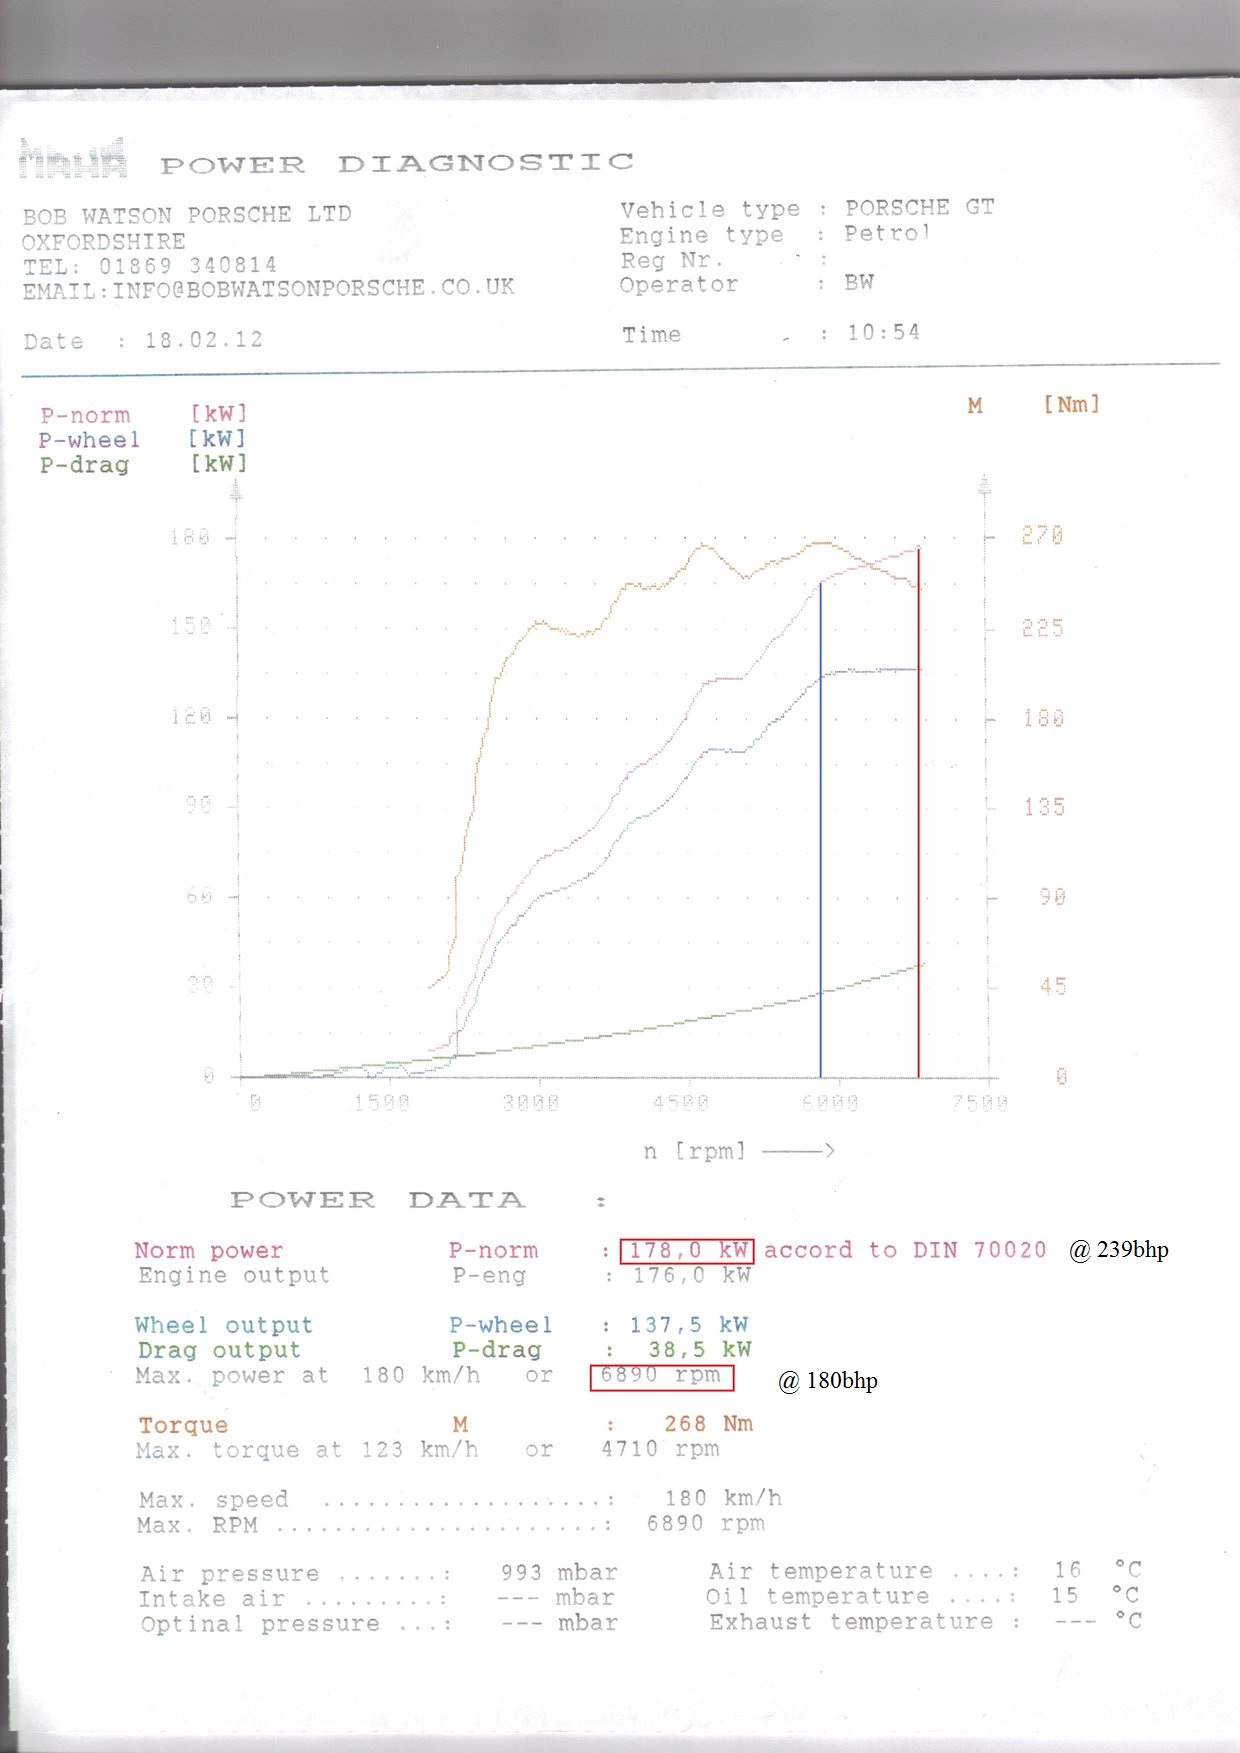 MAHA POWER DIAGNOSTIC
BOB WATSON PORSCHE LTD
OXFORDSHIRE
TEL: 01869 340814
EMAIL:INFO@BOBWATSONPORSCHE.CO.UK
Date : 18.02.12
Vehicle type : PORSCHE GT
Engine type : Petrol
Reg Nr. :
Operator : BW
Time : 10:54
P-norm [kW]
P-wheel [kW]
P-drag [kW]
M [Nm]
180 270
150 225
120 180
90 135
60 90
30 45
0 0
0 1500 3000 4500 6000 7500
n [rpm] ———>
POWER DATA :
Norm power P-norm : 178,0 kW accord to DIN 70020 @ 239bhp
Engine output P-eng : 176,0 kW
Wheel output P-wheel : 137,5 kW
Drag output P-drag : 38,5 kW
Max. power at 180 km/h or 6890 rpm @ 180bhp
Torque M : 268 Nm
Max. torque at 123 km/h or 4710 rpm
Max. speed ....................: 180 km/h
Max. RPM .......................: 6890 rpm
Air pressure .......: 993 mbar Air temperature ....: 16 °C
Intake air .........: --- mbar Oil temperature ....: 15 °C
Optinal pressure ...: --- mbar Exhaust temperature : --- °C